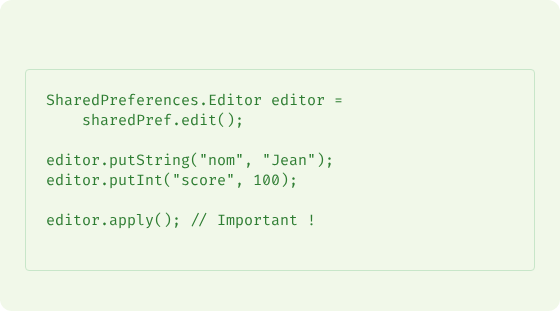 SharedPreferences.Editor editor =
    sharedPref.edit();

editor.putString("nom", "Jean");
editor.putInt("score", 100);

editor.apply(); // Important !